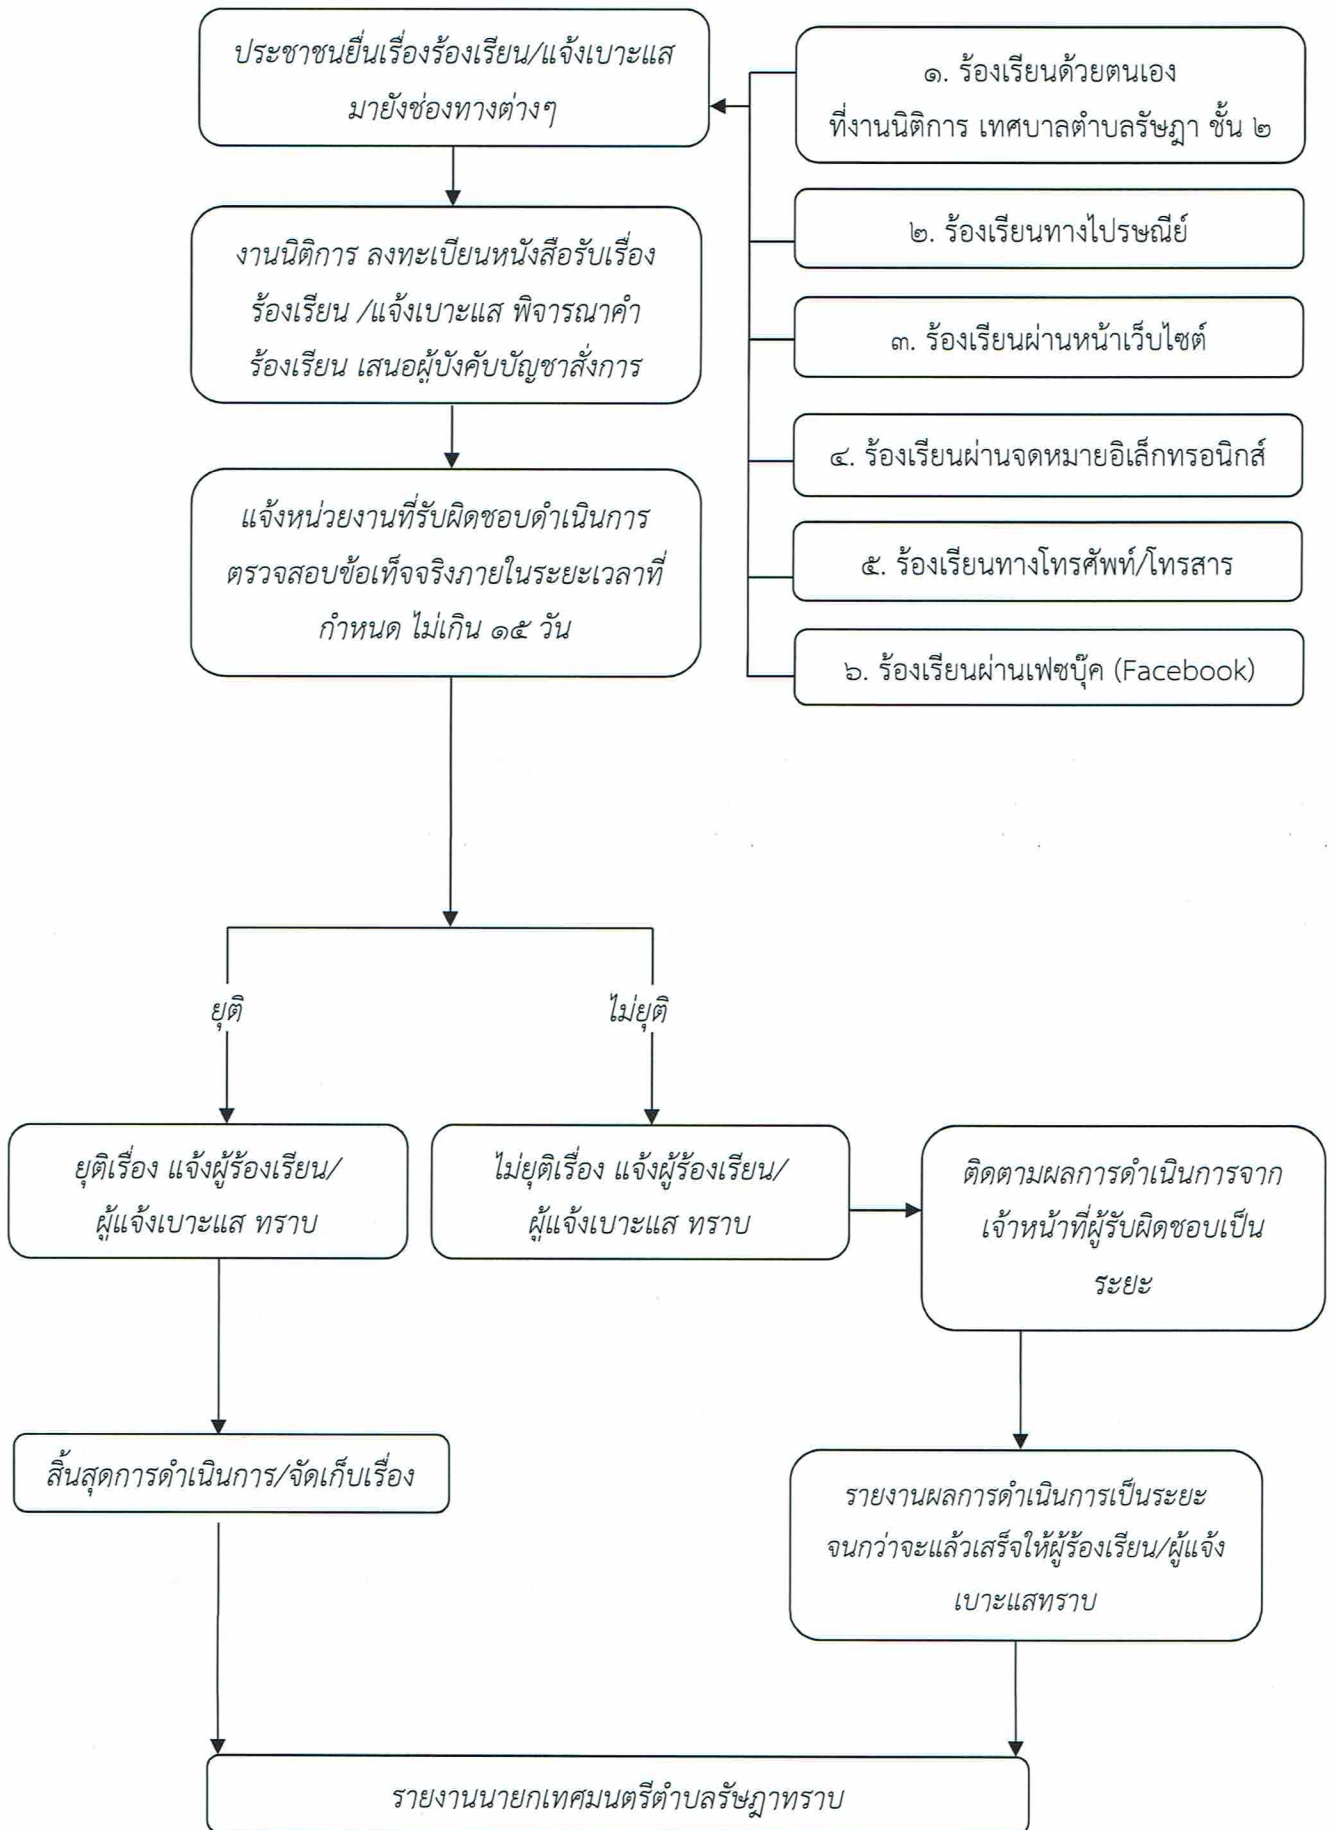 ประชาชนยื่นเรื่องร้องเรียน/แจ้งเบาะแส
มายังช่องทางต่างๆ
๑. ร้องเรียนด้วยตนเอง
ที่งานนิติการ เทศบาลตำบลรัษฎา ชั้น ๒
๒. ร้องเรียนทางไปรษณีย์
๓. ร้องเรียนผ่านหน้าเว็บไซต์
๔. ร้องเรียนผ่านจดหมายอิเล็กทรอนิกส์
๕. ร้องเรียนทางโทรศัพท์/โทรสาร
๖. ร้องเรียนผ่านเฟซบุ๊ค (Facebook)
งานนิติการ ลงทะเบียนหนังสือรับเรื่อง
ร้องเรียน /แจ้งเบาะแส พิจารณาคำ
ร้องเรียน เสนอผู้บังคับบัญชาสั่งการ
แจ้งหน่วยงานที่รับผิดชอบดำเนินการ
ตรวจสอบข้อเท็จจริงภายในระยะเวลาที่
กำหนด ไม่เกิน ๑๕ วัน
ยุติ
ไม่ยุติ
ยุติเรื่อง แจ้งผู้ร้องเรียน/
ผู้แจ้งเบาะแส ทราบ
ไม่ยุติเรื่อง แจ้งผู้ร้องเรียน/
ผู้แจ้งเบาะแส ทราบ
ติดตามผลการดำเนินการจาก
เจ้าหน้าที่ผู้รับผิดชอบเป็น
ระยะ
สิ้นสุดการดำเนินการ/จัดเก็บเรื่อง
รายงานผลการดำเนินการเป็นระยะ
จนกว่าจะแล้วเสร็จให้ผู้ร้องเรียน/ผู้แจ้ง
เบาะแสทราบ
รายงานนายกเทศมนตรีตำบลรัษฎาทราบ